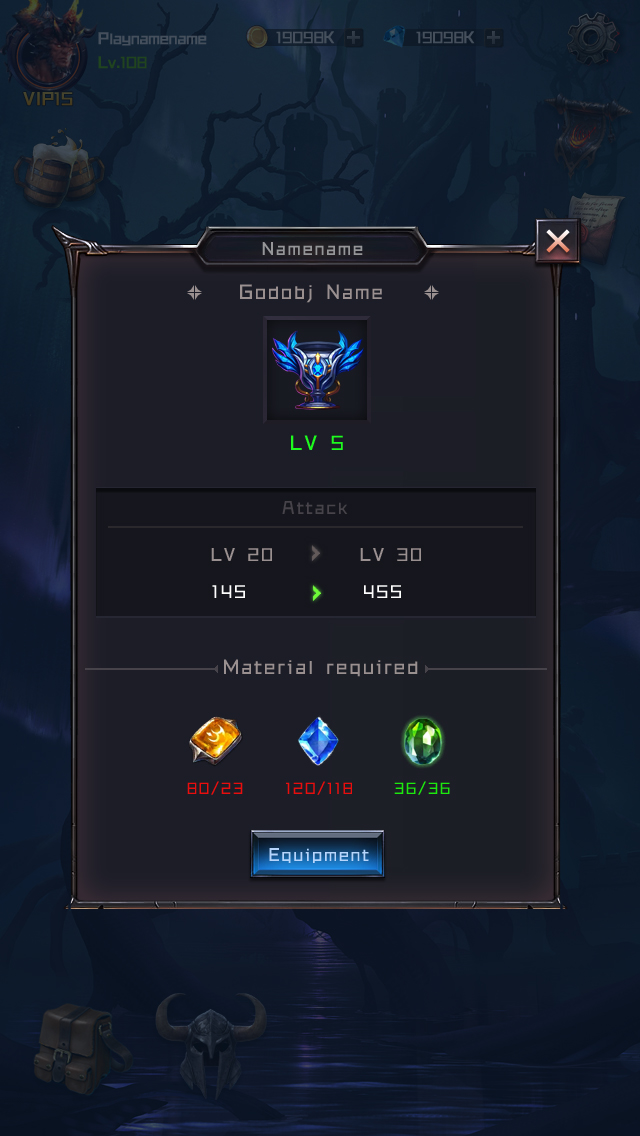 Playnamename
19098K
19098K
Lv.108
VIP15
Namename
Godobj Name
LV 5
Attack
LV 20
LV 30
145
455
Material required
80/23
120/118
36/36
Equipment